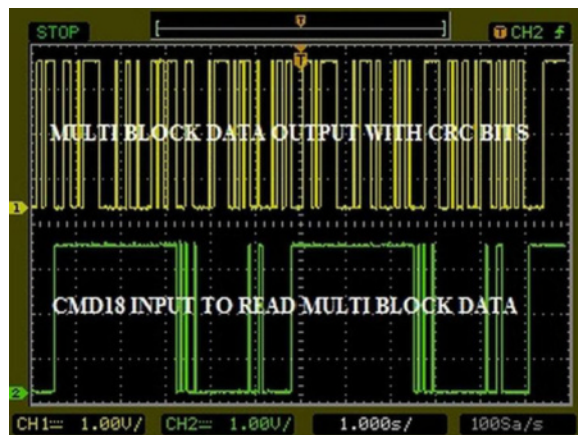 STOP
T
T CH2
T
MULTI BLOCK DATA OUTPUT WITH CRC BITS
1
CMD18 INPUT TO READ MULTI BLOCK DATA
2
CH1 1.00V/ CH2 1.00V/ 1.000s/ 100Sa/s